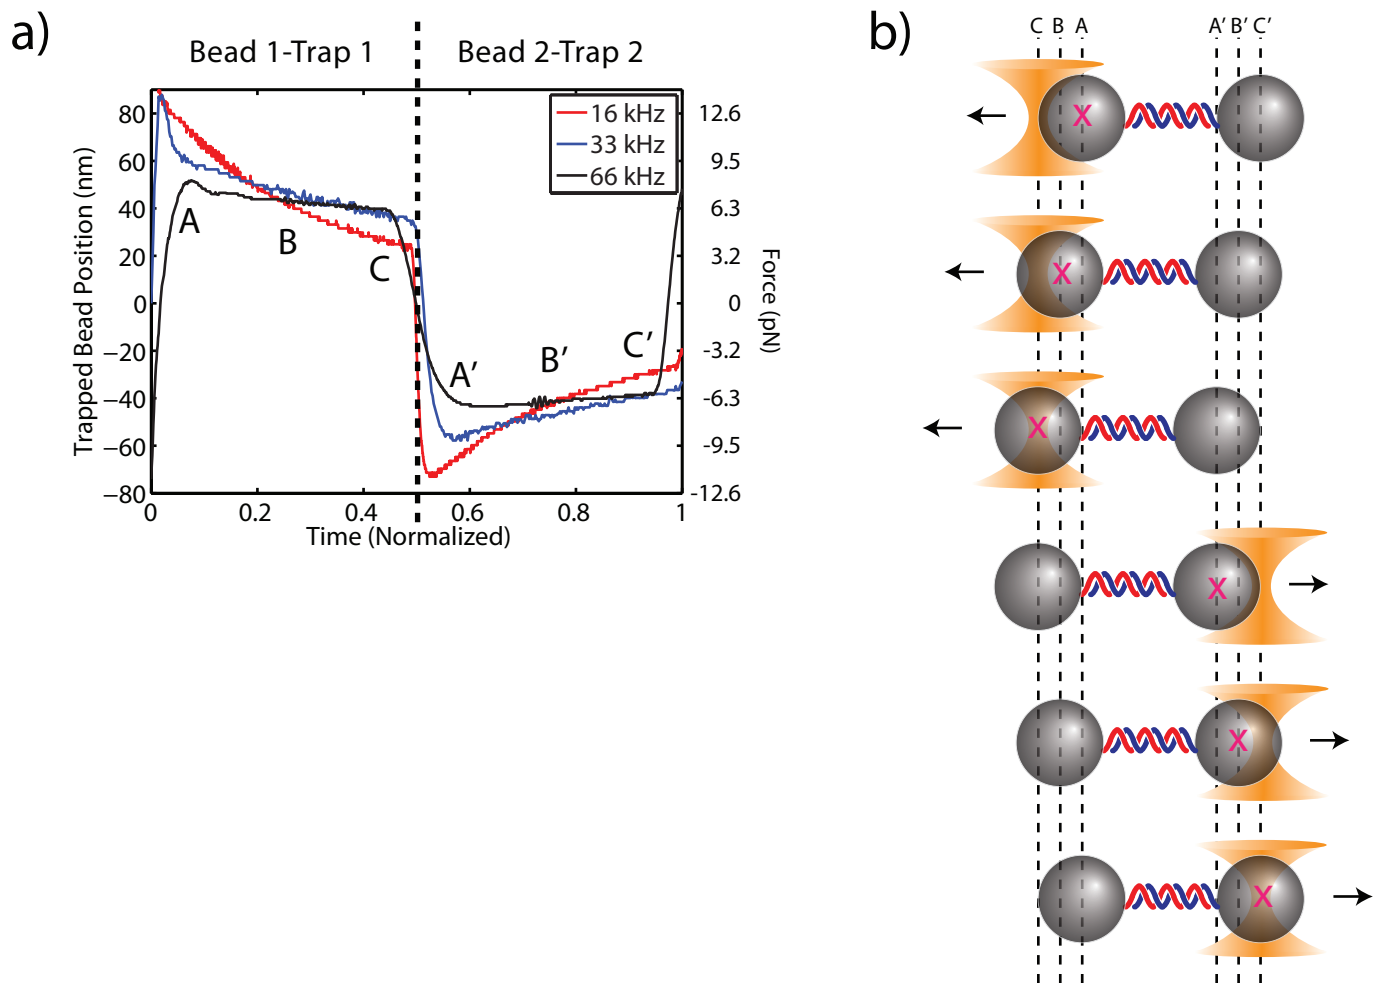 a)
Bead 1-Trap 1
Bead 2-Trap 2
Trapped Bead Position (nm)
80
60
40
20
0
−20
−40
−60
−80
16 kHz
33 kHz
66 kHz
A
B
C
A′
B′
C′
12.6
9.5
6.3
3.2
0
-3.2
-6.3
-9.5
-12.6
Force (pN)
0 0.2 0.4 0.6 0.8 1
Time (Normalized)
b)
C B A A′ B′ C′
X
X
X
X
X
X